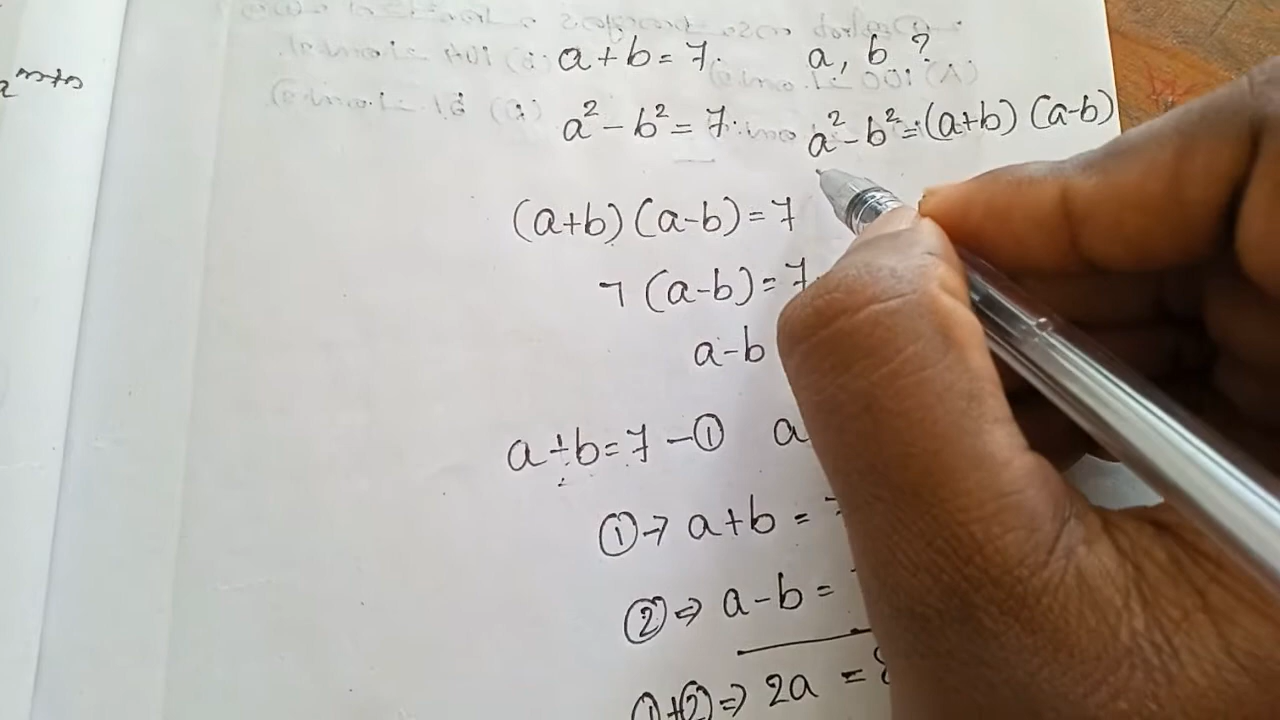 a + b = 7. a, b ?
a² - b² = 7. a² - b² = (a+b) (a-b)
(a+b) (a-b) = 7
7 (a-b) = 7.
a-b
a+b = 7 - ① a
① → a+b =
② ⇒ a-b =
①+② ⇒ 2a =